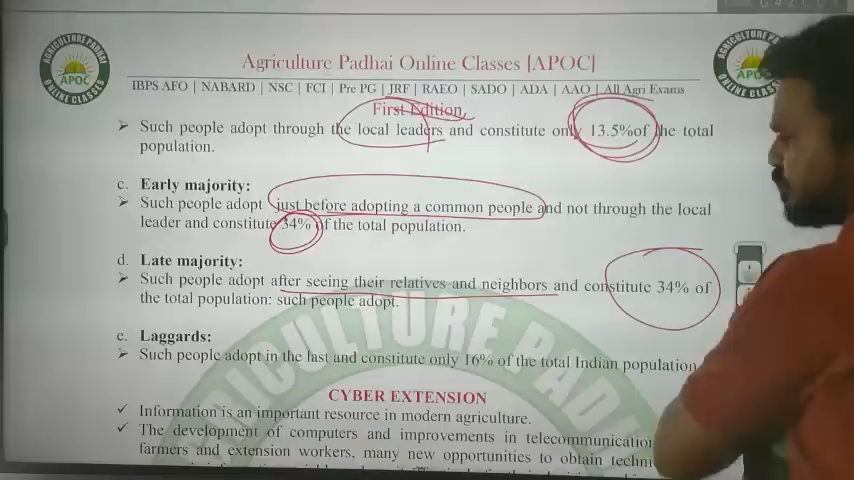 AGRICULTURE PADHAI
APOC
ONLINE CLASSES
Agriculture Padhai Online Classes [APOC]
IBPS AFO | NABARD | NSC | FCI | Pre PG | JRF | RAEO | SADO | ADA | AAO | All Agri Exams
First Edition
➢ Such people adopt through the local leaders and constitute only 13.5%of the total
population.
c. Early majority:
➢ Such people adopt just before adopting a common people and not through the local
leader and constitute 34% of the total population.
d. Late majority:
➢ Such people adopt after seeing their relatives and neighbors and constitute 34% of
the total population: such people adopt.
e. Laggards:
➢ Such people adopt in the last and constitute only 16% of the total Indian population
CYBER EXTENSION
✓ Information is an important resource in modern agriculture.
✓ The development of computers and improvements in
farmers and extension workers, many new opportunities to obtain